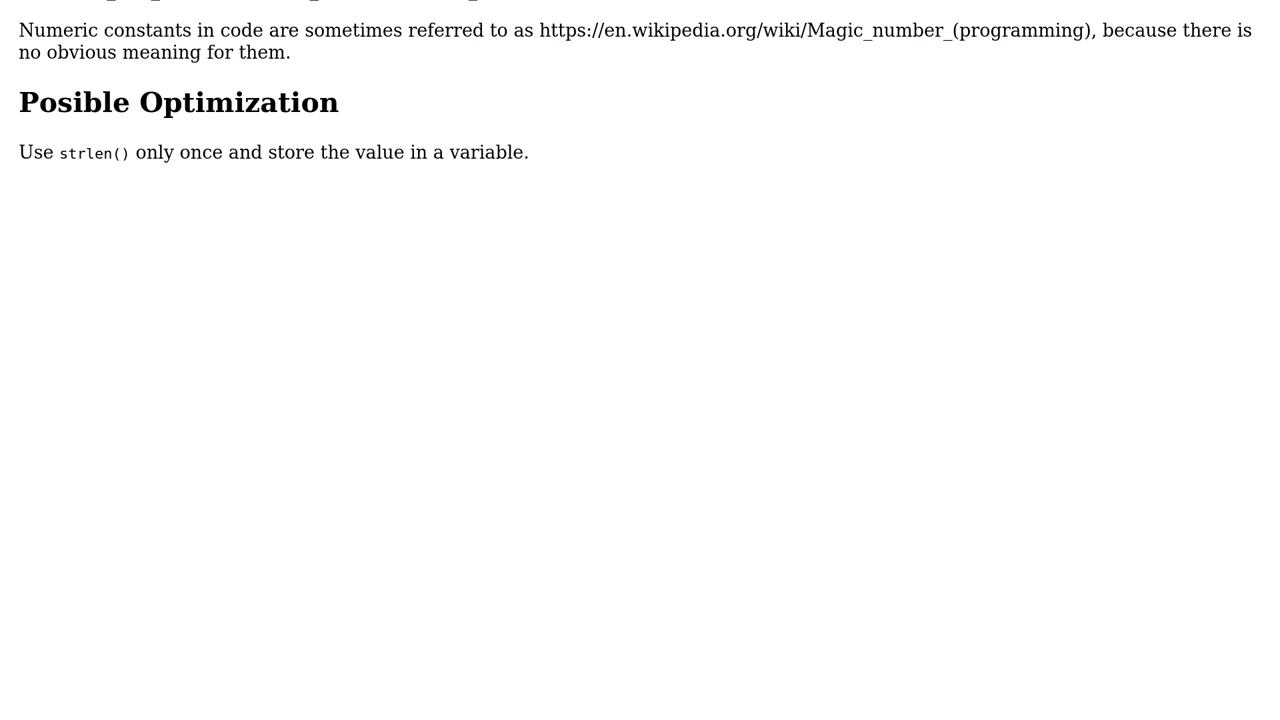 Numeric constants in code are sometimes referred to as https://en.wikipedia.org/wiki/Magic_number_(programming), because there is
no obvious meaning for them.
Posible Optimization
Use strlen() only once and store the value in a variable.